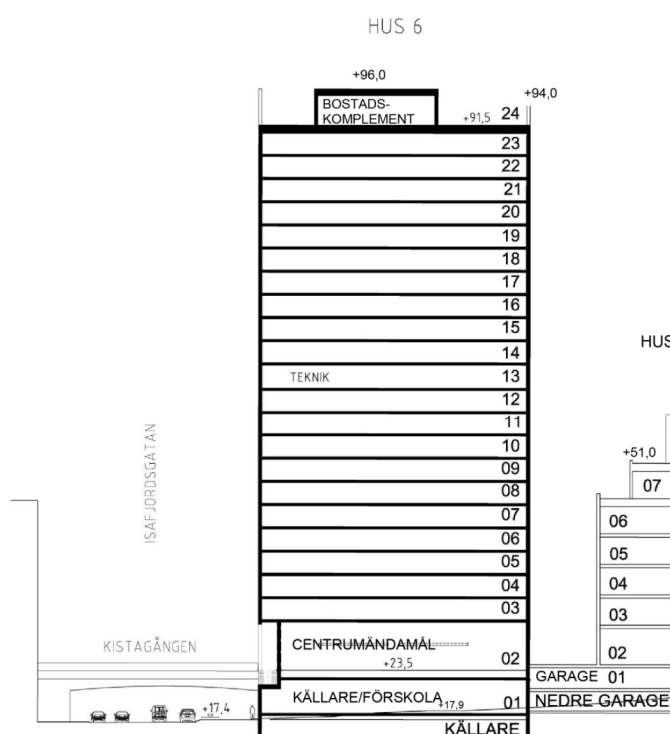 HUS 6
+96,0
+94,0
BOSTADS-
KOMPLEMENT
+91,5 24
23
22
21
20
19
18
17
16
15
14
TEKNIK 13
12
11
10
09
08
07
06
05
04
03
CENTRUMÄNDAMÅL
+23,5
02
KÄLLARE/FÖRSKOLA +17,9 01
KÄLLARE
ISAFJORDSGATAN
KISTAGÅNGEN
+17,4
HUS
+51,0
07
06
05
04
03
02
GARAGE 01
NEDRE GARAGE